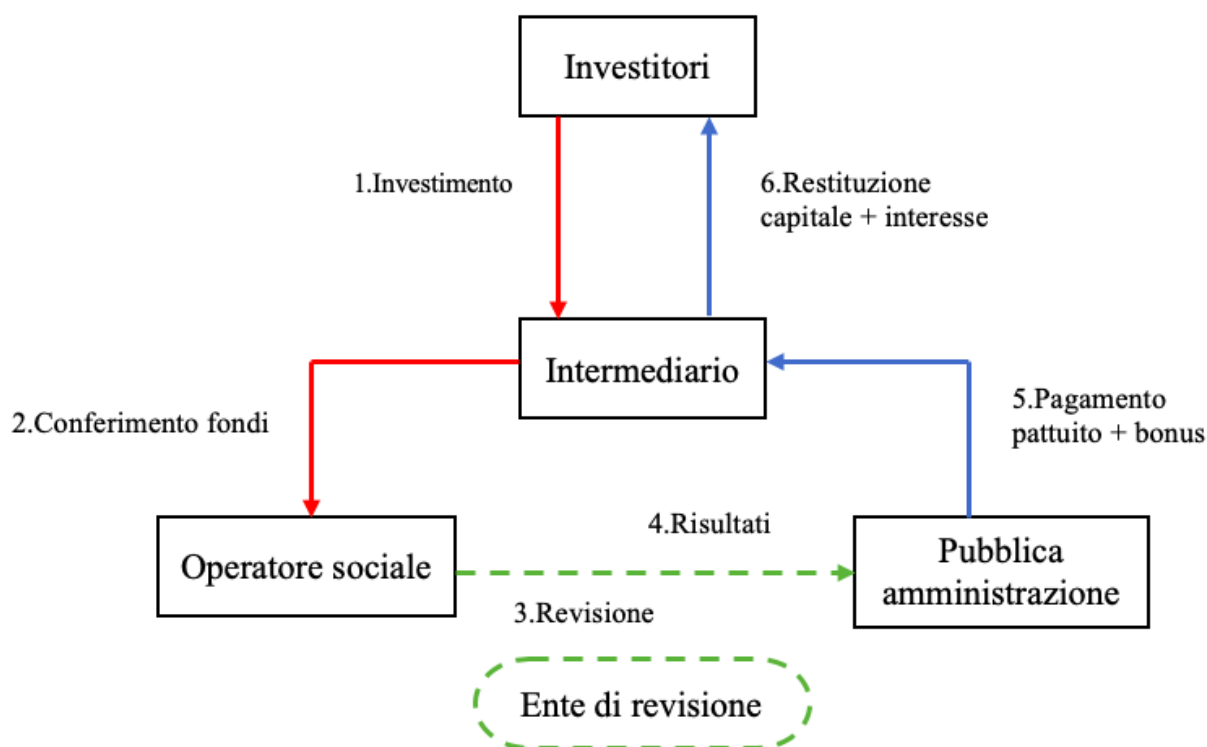 Investitori
1.Investimento
6.Restituzione
capitale + interesse
Intermediario
2.Conferimento fondi
5.Pagamento
pattuito + bonus
Operatore sociale
4.Risultati
Pubblica
amministrazione
3.Revisione
Ente di revisione